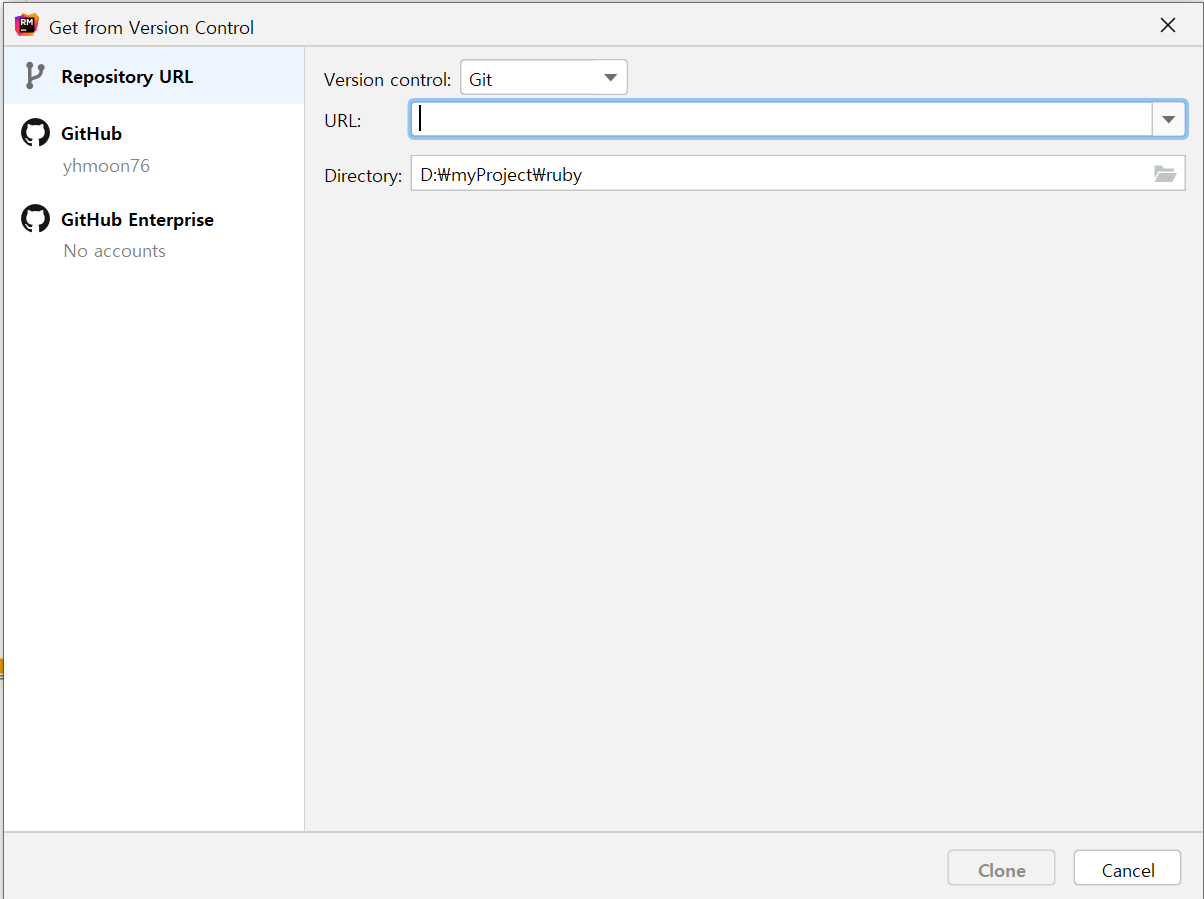 RM
Get from Version Control
Repository URL
GitHub
yhmoon76
GitHub Enterprise
No accounts
Version control: Git
URL:
Directory: D:₩myProject₩ruby
Clone
Cancel